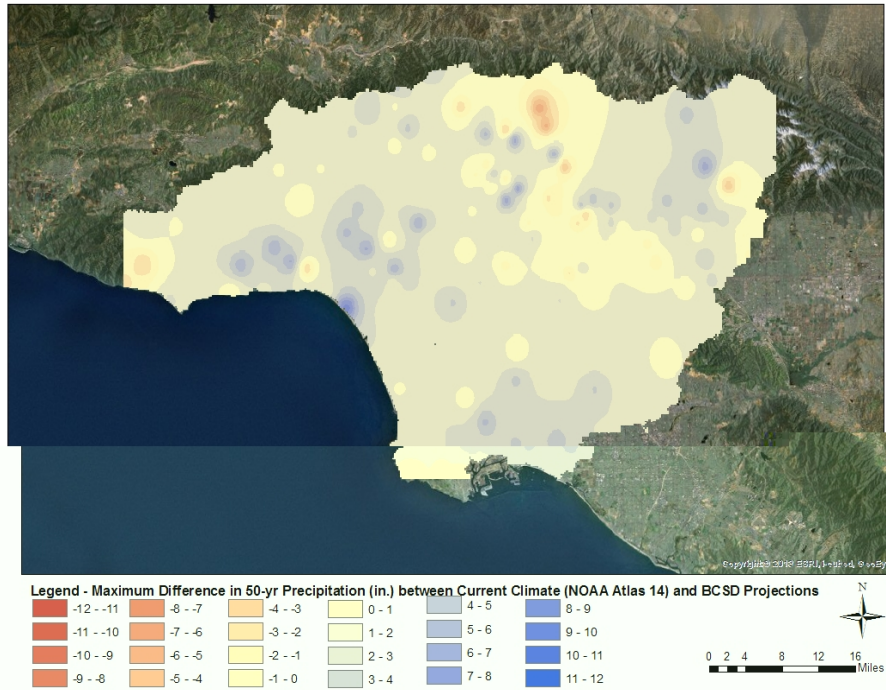 Legend - Maximum Difference in 50-yr Precipitation (in.) between Current Climate (NOAA Atlas 14) and BCSD Projections
-12 - -11
-11 - -10
-10 - -9
-9 - -8
-8 - -7
-7 - -6
-6 - -5
-5 - -4
-4 - -3
-3 - -2
-2 - -1
-1 - 0
0 - 1
1 - 2
2 - 3
3 - 4
4 - 5
5 - 6
6 - 7
7 - 8
8 - 9
9 - 10
10 - 11
11 - 12
N
0 2 4 8 12 16
Miles